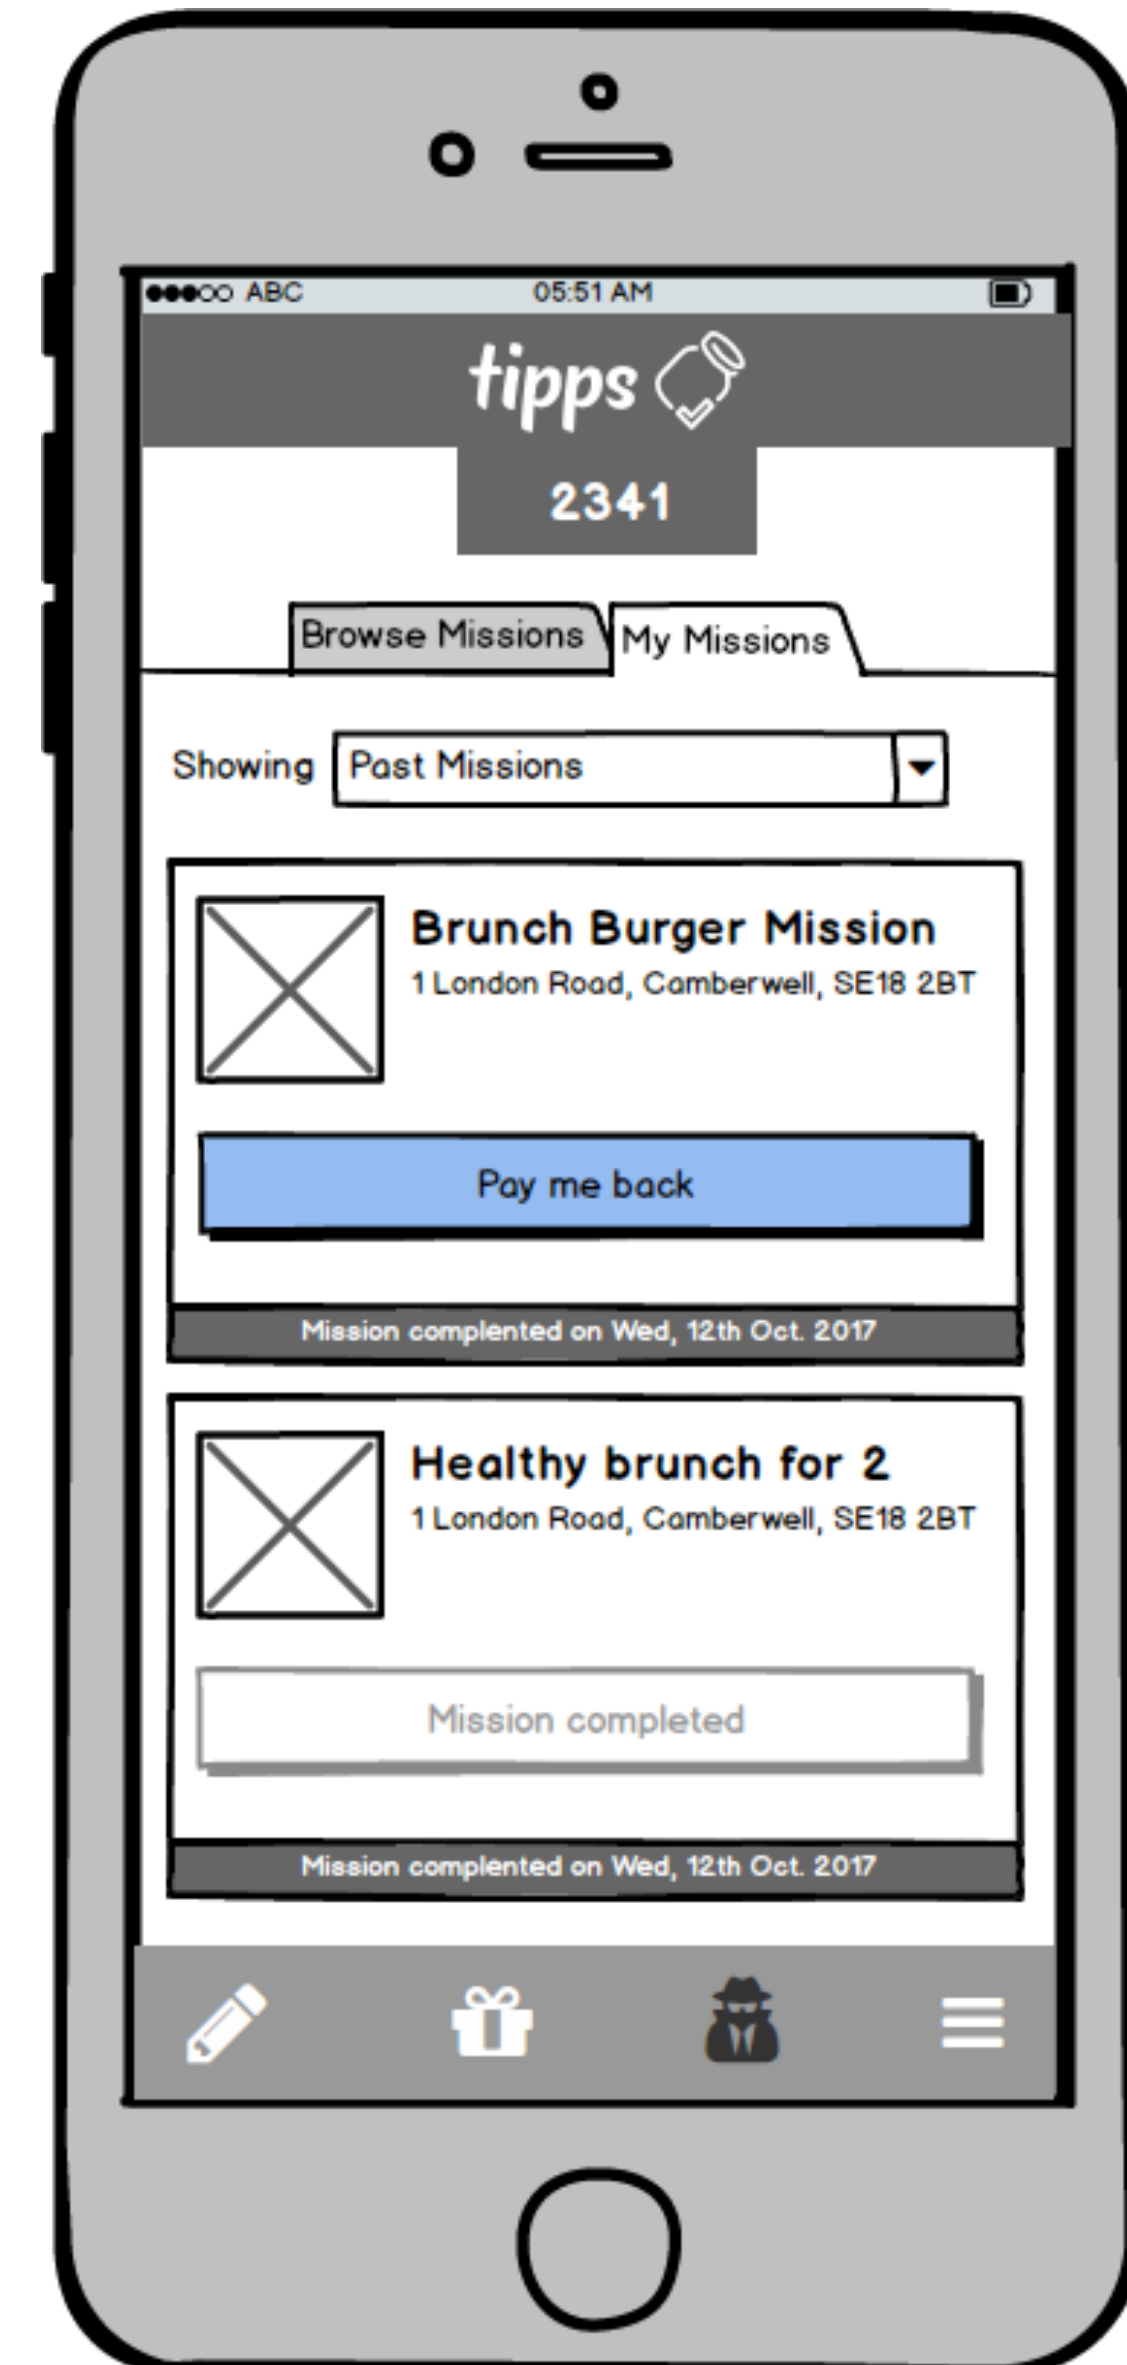 ABC 05:51 AM
tipps
2341
Browse Missions My Missions
Showing Past Missions
Brunch Burger Mission
1 London Road, Camberwell, SE18 2BT
Pay me back
Mission complented on Wed, 12th Oct. 2017
Healthy brunch for 2
1 London Road, Camberwell, SE18 2BT
Mission completed
Mission complented on Wed, 12th Oct. 2017